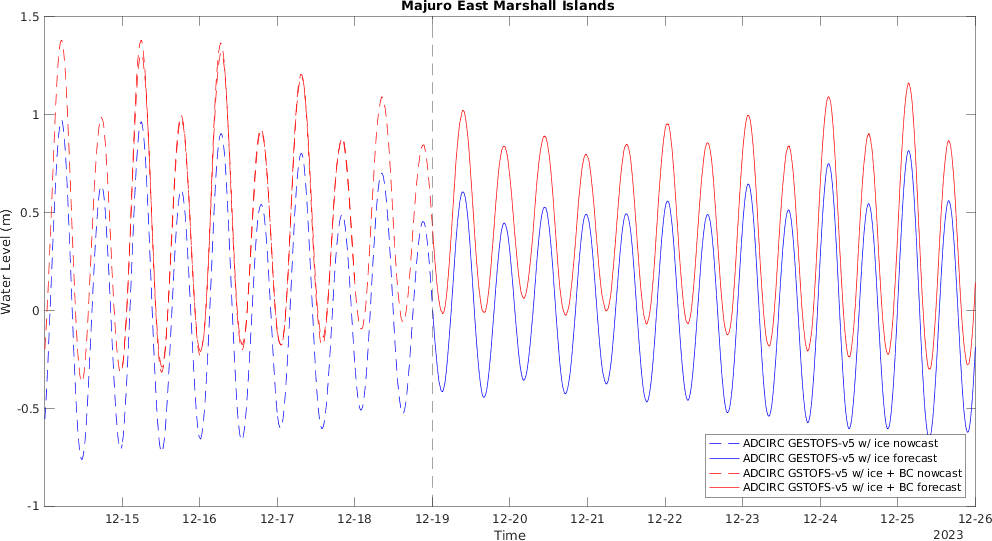 Majuro East Marshall Islands
1.5
1
0.5
0
-0.5
-1
Water Level (m)
12-15 12-16 12-17 12-18 12-19 12-20 12-21 12-22 12-23 12-24 12-25 12-26
Time
2023
ADCIRC GESTOFS-v5 w/ ice nowcast
ADCIRC GESTOFS-v5 w/ ice forecast
ADCIRC GSTOFS-v5 w/ ice + BC nowcast
ADCIRC GSTOFS-v5 w/ ice + BC forecast